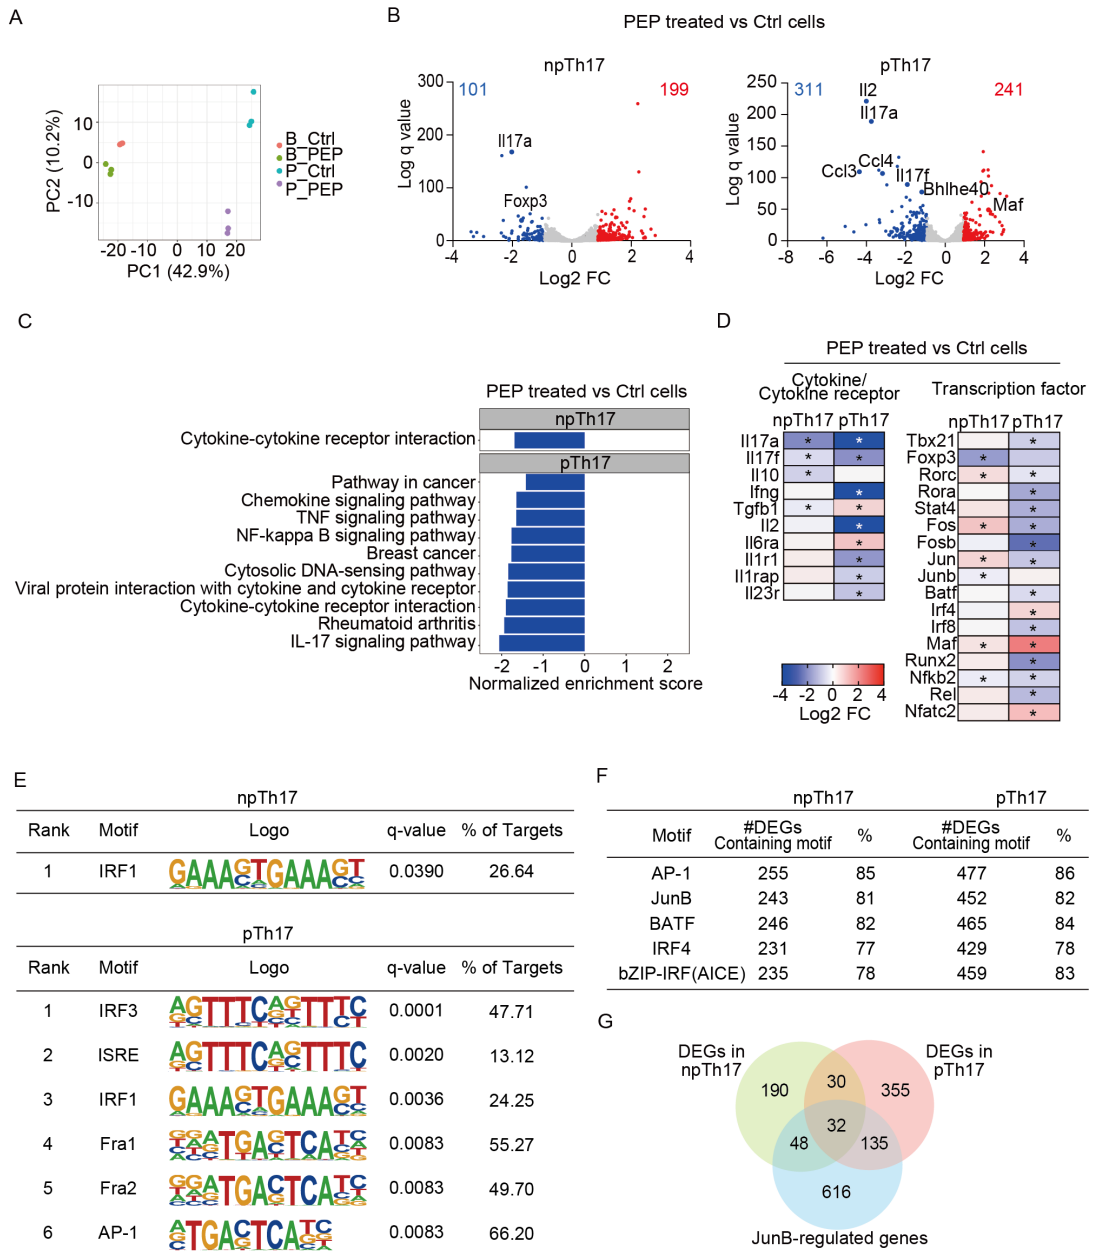 A
PC2 (10.2%)
10
0
-10
-20 -10 0 10 20
PC1 (42.9%)
B_Ctrl
B_PEP
P_Ctrl
P_PEP
B
PEP treated vs Ctrl cells
npTh17
Log q value
300
200
100
0
101
199
Il17a
Foxp3
-4 -2 0 2 4
Log2 FC
pTh17
Log q value
250
200
150
100
50
0
311
241
Il2
Il17a
Ccl3
Ccl4
Il17f
Bhlhe40
Maf
-8 -6 -4 -2 0 2 4
Log2 FC
C
PEP treated vs Ctrl cells
npTh17
Cytokine-cytokine receptor interaction
pTh17
Pathway in cancer
Chemokine signaling pathway
TNF signaling pathway
NF-kappa B signaling pathway
Breast cancer
Cytosolic DNA-sensing pathway
Viral protein interaction with cytokine and cytokine receptor
Cytokine-cytokine receptor interaction
Rheumatoid arthritis
IL-17 signaling pathway
-2 -1 0 1 2
Normalized enrichment score
D
PEP treated vs Ctrl cells
Cytokine/
Cytokine receptor
npTh17 pTh17
Il17a * *
Il17f * *
Il10 *
Ifng *
Tgfb1 * *
Il2 *
Il6ra *
Il1r1 *
Il1rap *
Il23r *
-4 -2 0 2 4
Log2 FC
Transcription factor
npTh17 pTh17
Tbx21 *
Foxp3 *
Rorc * *
Rora *
Stat4 *
Fos * *
Fosb *
Jun * *
Junb *
Batf *
Irf4 *
Irf8 *
Maf * *
Runx2 *
Nfkb2 * *
Rel *
Nfatc2 *
E
npTh17
Rank Motif Logo q-value % of Targets
1 IRF1 0.0390 26.64
pTh17
Rank Motif Logo q-value % of Targets
1 IRF3 0.0001 47.71
2 ISRE 0.0020 13.12
3 IRF1 0.0036 24.25
4 Fra1 0.0083 55.27
5 Fra2 0.0083 49.70
6 AP-1 0.0083 66.20
F
npTh17 pTh17
Motif #DEGs Containing motif % #DEGs Containing motif %
AP-1 255 85 477 86
JunB 243 81 452 82
BATF 246 82 465 84
IRF4 231 77 429 78
bZIP-IRF(AICE) 235 78 459 83
G
DEGs in
npTh17
DEGs in
pTh17
190 30 355
32
48 135
616
JunB-regulated genes